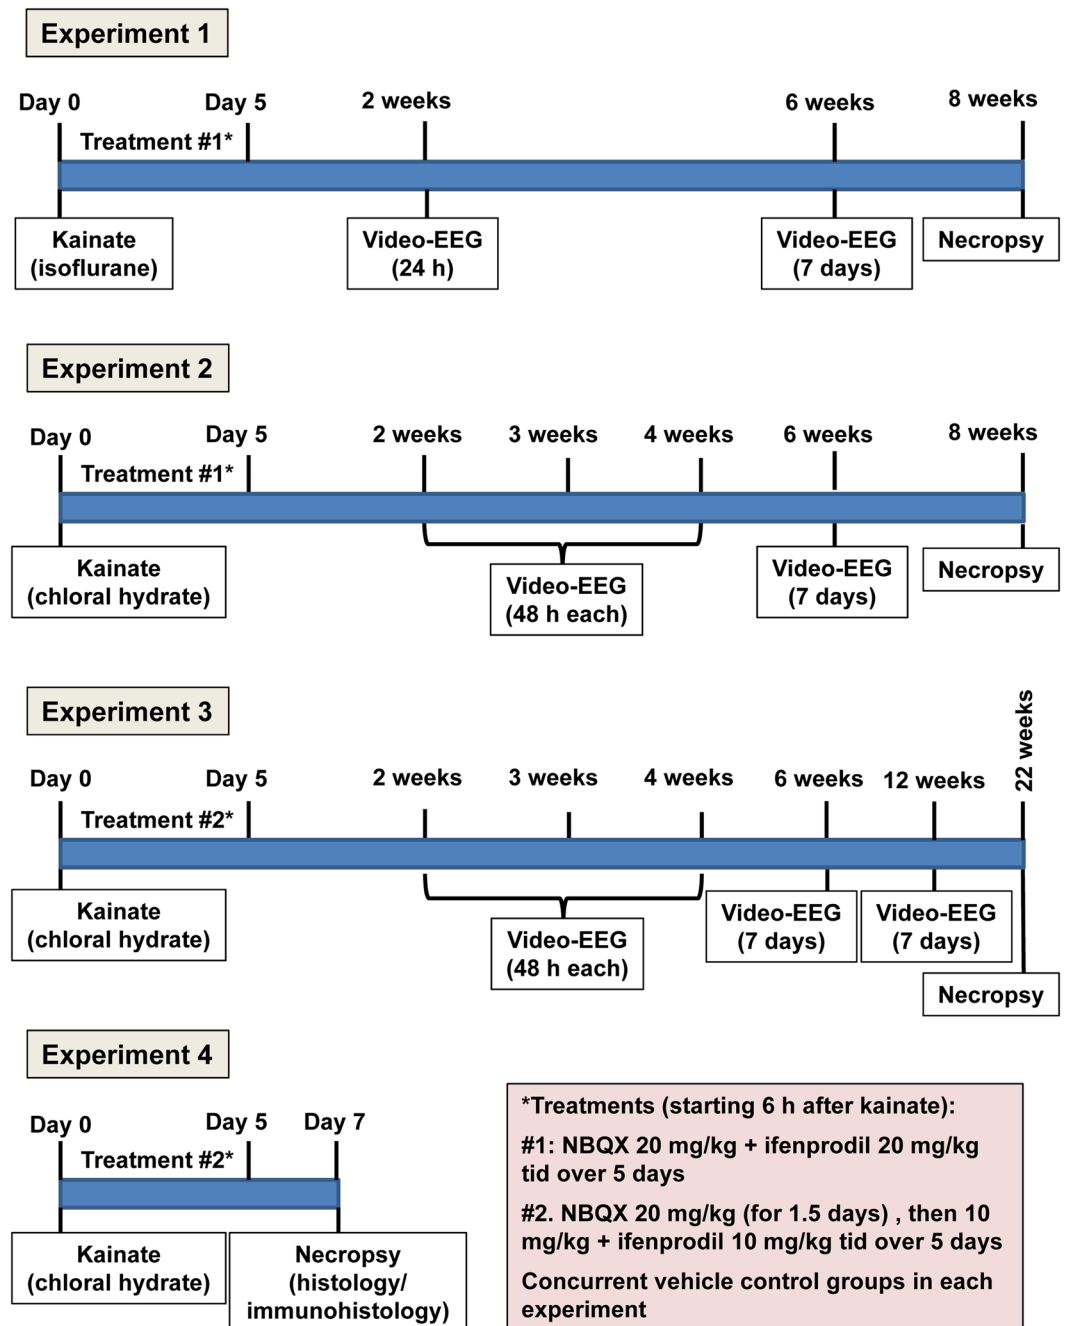 Experiment 1
Day 0
Day 5
2 weeks
6 weeks
8 weeks
Treatment #1*
Kainate
(isoflurane)
Video-EEG
(24 h)
Video-EEG
(7 days)
Necropsy
Experiment 2
Day 0
Day 5
2 weeks
3 weeks
4 weeks
6 weeks
8 weeks
Treatment #1*
Kainate
(chloral hydrate)
Video-EEG
(48 h each)
Video-EEG
(7 days)
Necropsy
Experiment 3
Day 0
Day 5
2 weeks
3 weeks
4 weeks
6 weeks
12 weeks
22 weeks
Treatment #2*
Kainate
(chloral hydrate)
Video-EEG
(48 h each)
Video-EEG
(7 days)
Video-EEG
(7 days)
Necropsy
Experiment 4
Day 0
Day 5
Day 7
Treatment #2*
Kainate
(chloral hydrate)
Necropsy
(histology/
immunohistology)
*Treatments (starting 6 h after kainate):
#1: NBQX 20 mg/kg + ifenprodil 20 mg/kg
tid over 5 days
#2. NBQX 20 mg/kg (for 1.5 days) , then 10
mg/kg + ifenprodil 10 mg/kg tid over 5 days
Concurrent vehicle control groups in each
experiment